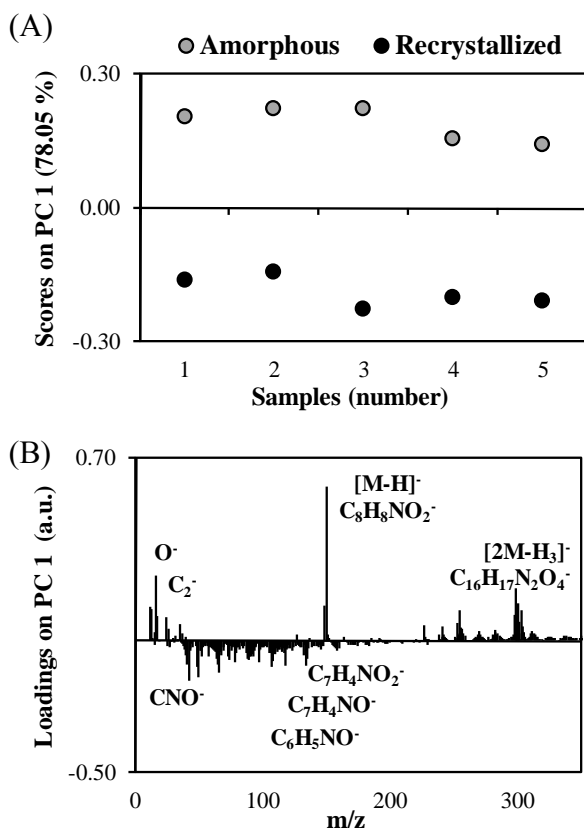 (A)
Amorphous Recrystallized
Scores on PC 1 (78.05 %)
0.30
0.00
-0.30
1 2 3 4 5
Samples (number)
(B)
Loadings on PC 1 (a.u.)
0.70
-0.50
[M-H]⁻
C₈H₈NO₂⁻
O⁻
C₂⁻
[2M-H₃]⁻
C₁₆H₁₇N₂O₄⁻
CNO⁻
C₇H₄NO₂⁻
C₇H₄NO⁻
C₆H₅NO⁻
0 100 200 300
m/z